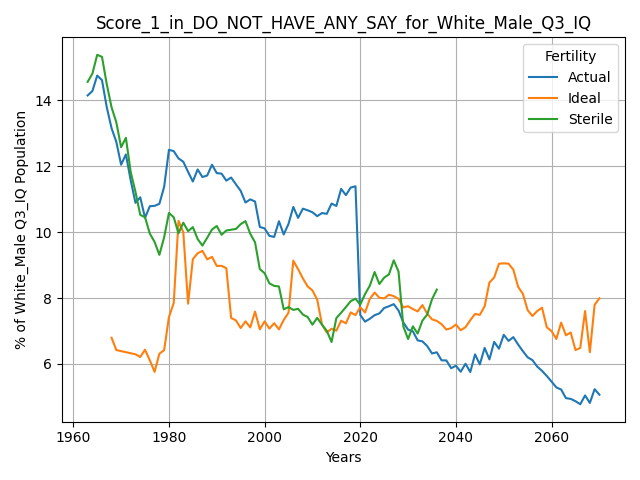 Score_1_in_DO_NOT_HAVE_ANY_SAY_for_White_Male_Q3_IQ
Fertility
Actual
Ideal
Sterile
% of White_Male Q3_IQ Population
14
12
10
8
6
1960
1980
2000
2020
2040
2060
Years